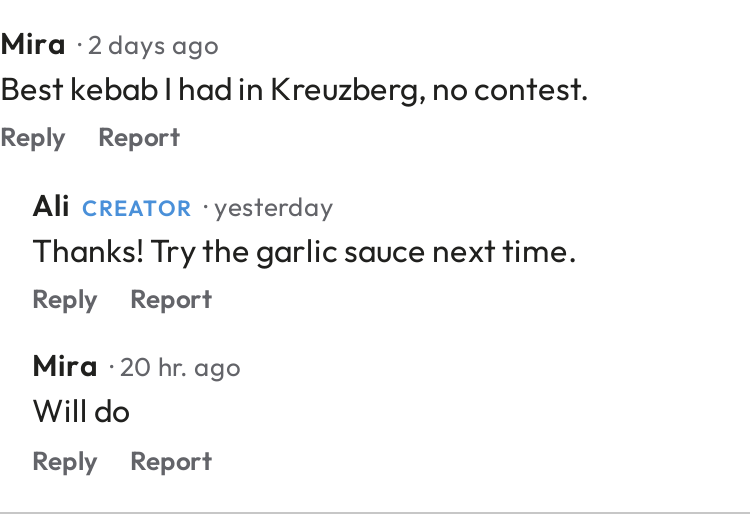 Mira · 2 days ago
Best kebab I had in Kreuzberg, no contest.
Reply Report
Ali CREATOR · yesterday
Thanks! Try the garlic sauce next time.
Reply Report
Mira · 20 hr. ago
Will do
Reply Report